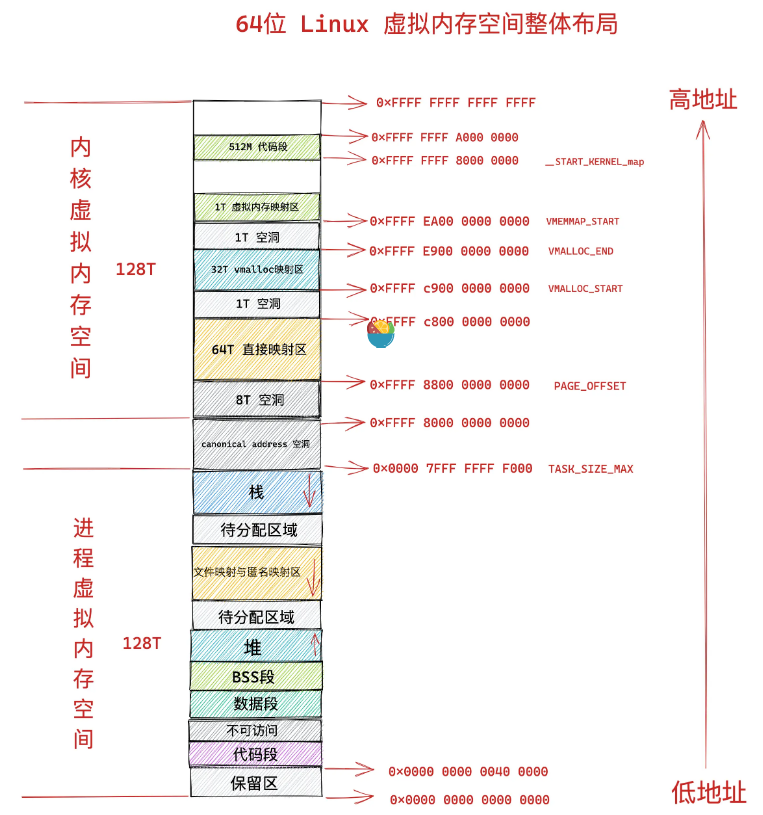 64位 Linux 虚拟内存空间整体布局
高地址
0×FFFF FFFF FFFF FFFF
0×FFFF FFFF A000 0000
512M 代码段
0×FFFF FFFF 8000 0000 __START_KERNEL_map
1T 虚拟内存映射区
0×FFFF EA00 0000 0000 VMEMMAP_START
1T 空洞
0×FFFF E900 0000 0000 VMALLOC_END
内核虚拟内存空间
128T
32T vmalloc映射区
0×FFFF c900 0000 0000 VMALLOC_START
1T 空洞
0×FFFF c800 0000 0000
64T 直接映射区
0×FFFF 8800 0000 0000 PAGE_OFFSET
8T 空洞
0×FFFF 8000 0000 0000
canonical address 空洞
0×0000 7FFF FFFF F000 TASK_SIZE_MAX
栈
待分配区域
文件映射与匿名映射区
待分配区域
进程虚拟内存空间
128T
堆
BSS段
数据段
不可访问
代码段
0×0000 0000 0040 0000
保留区
0×0000 0000 0000 0000
低地址